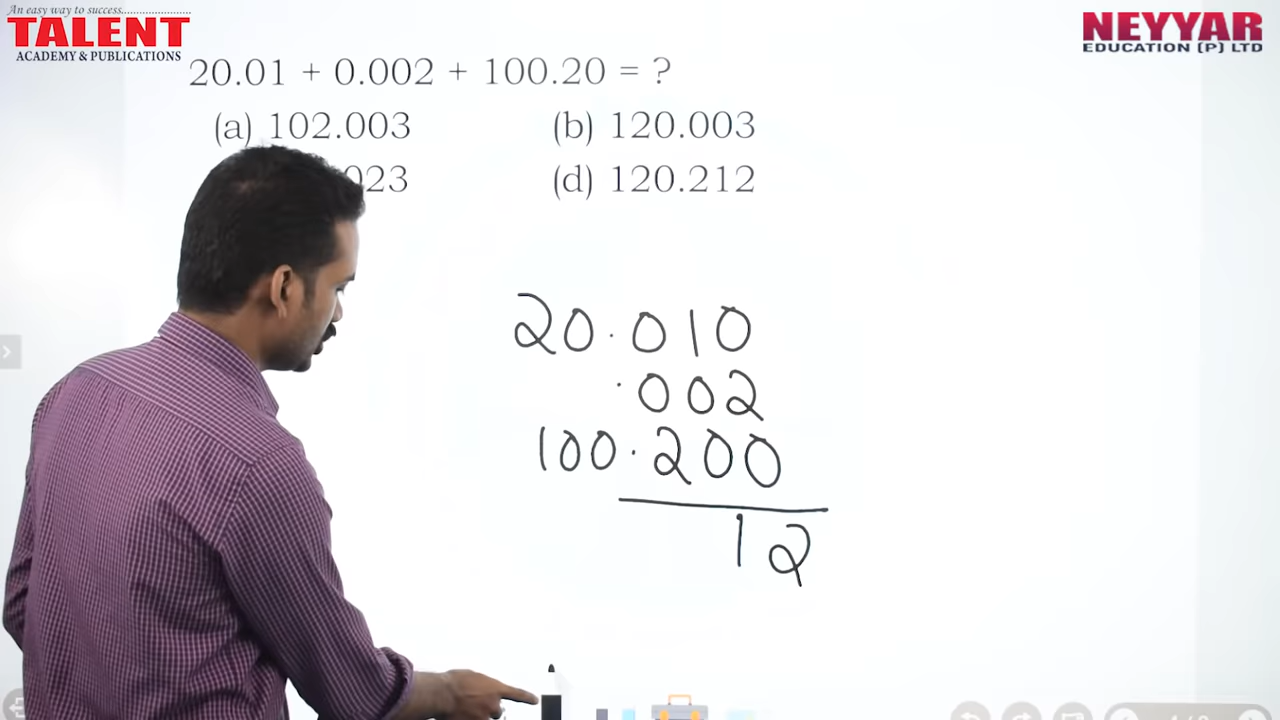 An easy way to success........................
TALENT
ACADEMY & PUBLICATIONS
NEYYAR
EDUCATION (P) LTD
20.01 + 0.002 + 100.20 = ?
(a) 102.003 (b) 120.003
023 (d) 120.212
20.010
.002
100.200
12